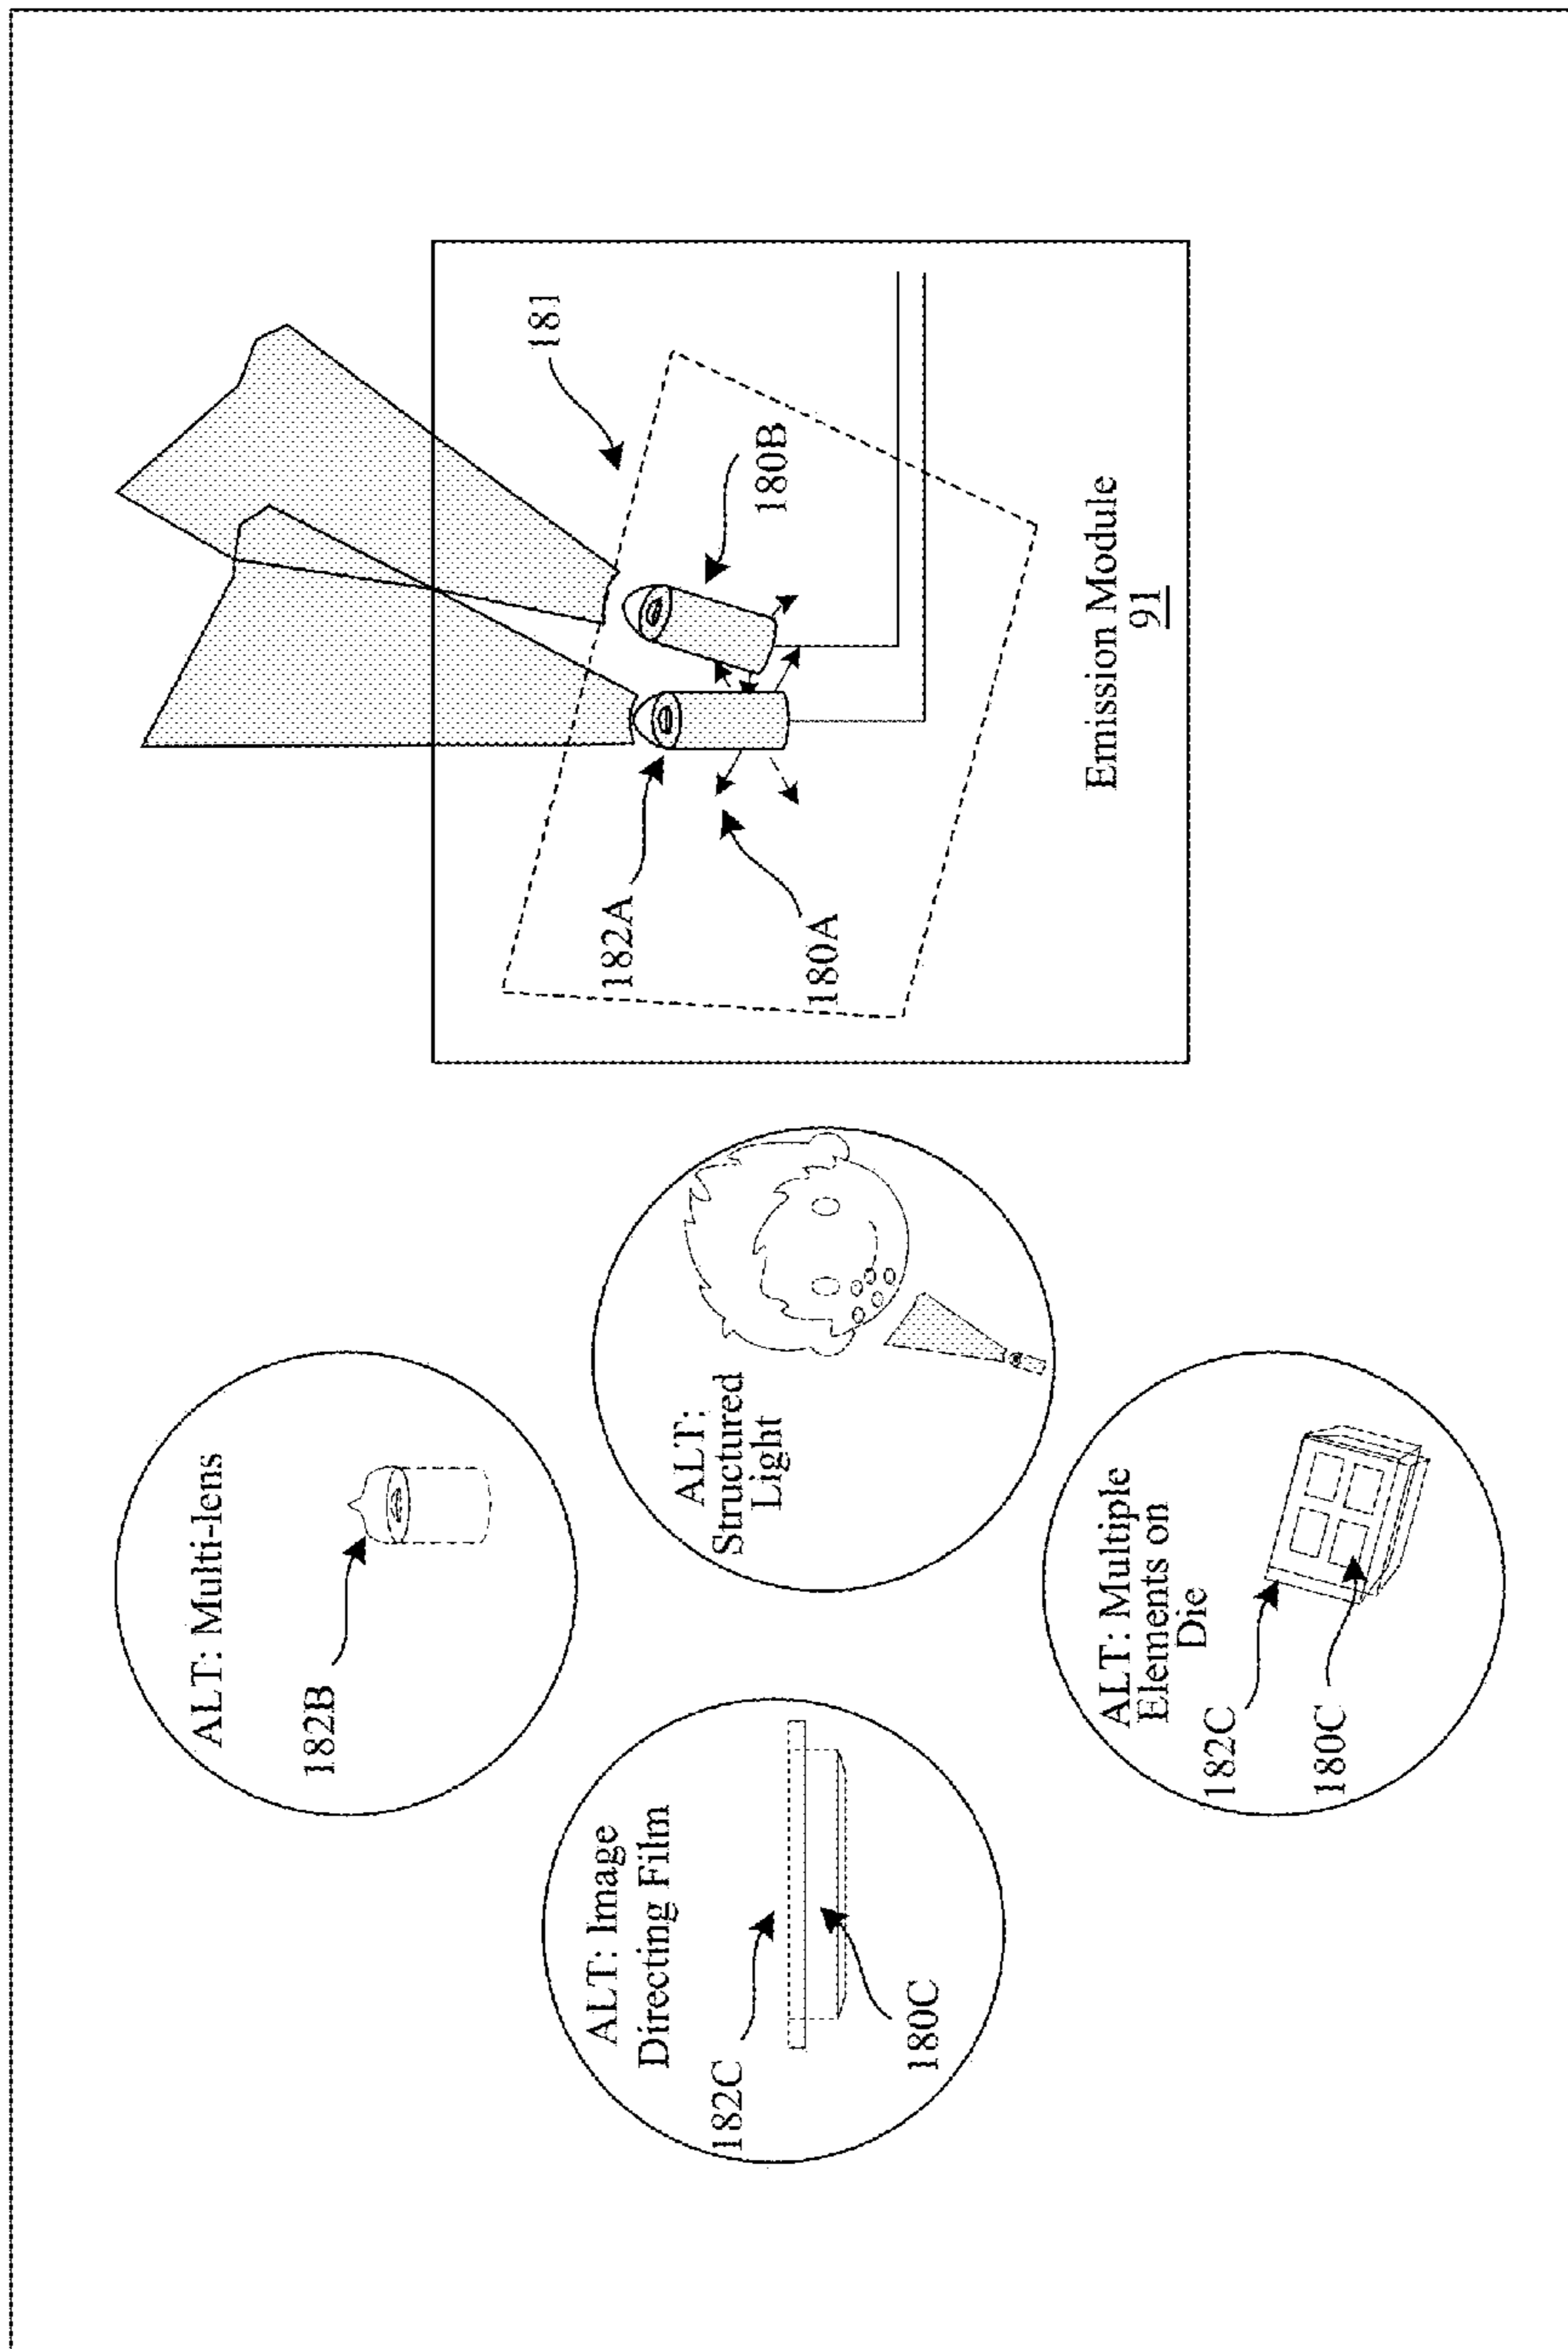 ALT: Multi-lens
182B
ALT: Image
Directing Film
182C
180C
ALT:
Structured
Light
ALT: Multiple
Elements on
Die
182C
180C
181
182A
180B
180A
Emission Module
91